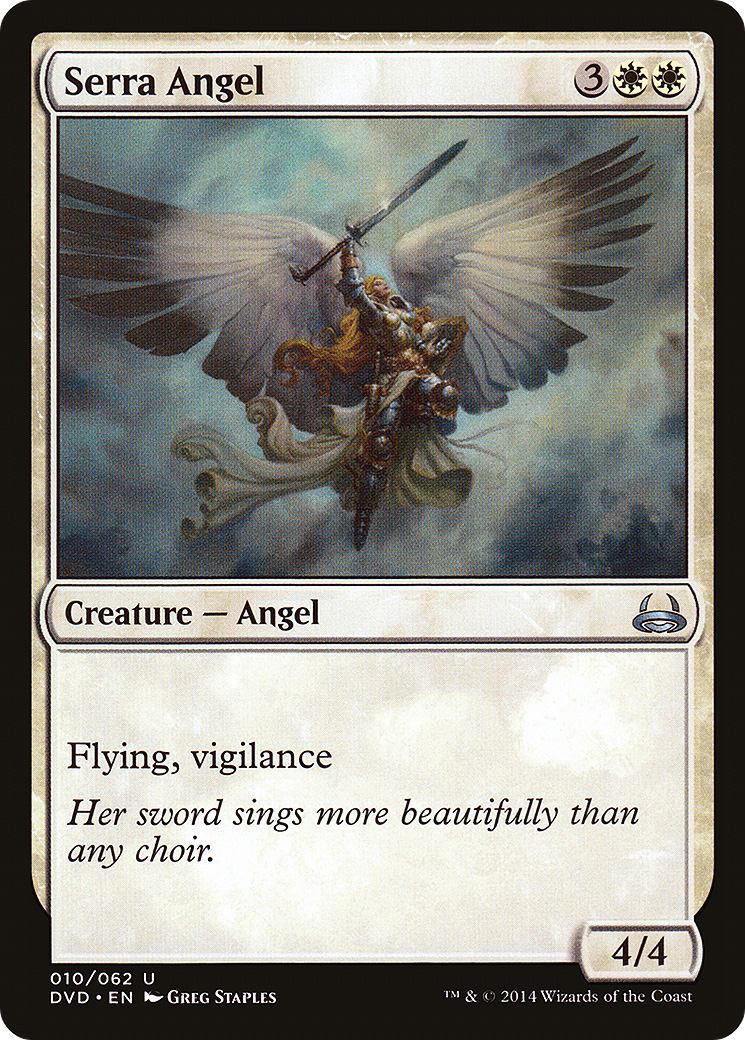 Serra Angel 3
Creature — Angel
Flying, vigilance
Her sword sings more beautifully than
any choir.
4/4
010/062 U
DVD • EN Greg Staples ™ & © 2014 Wizards of the Coast